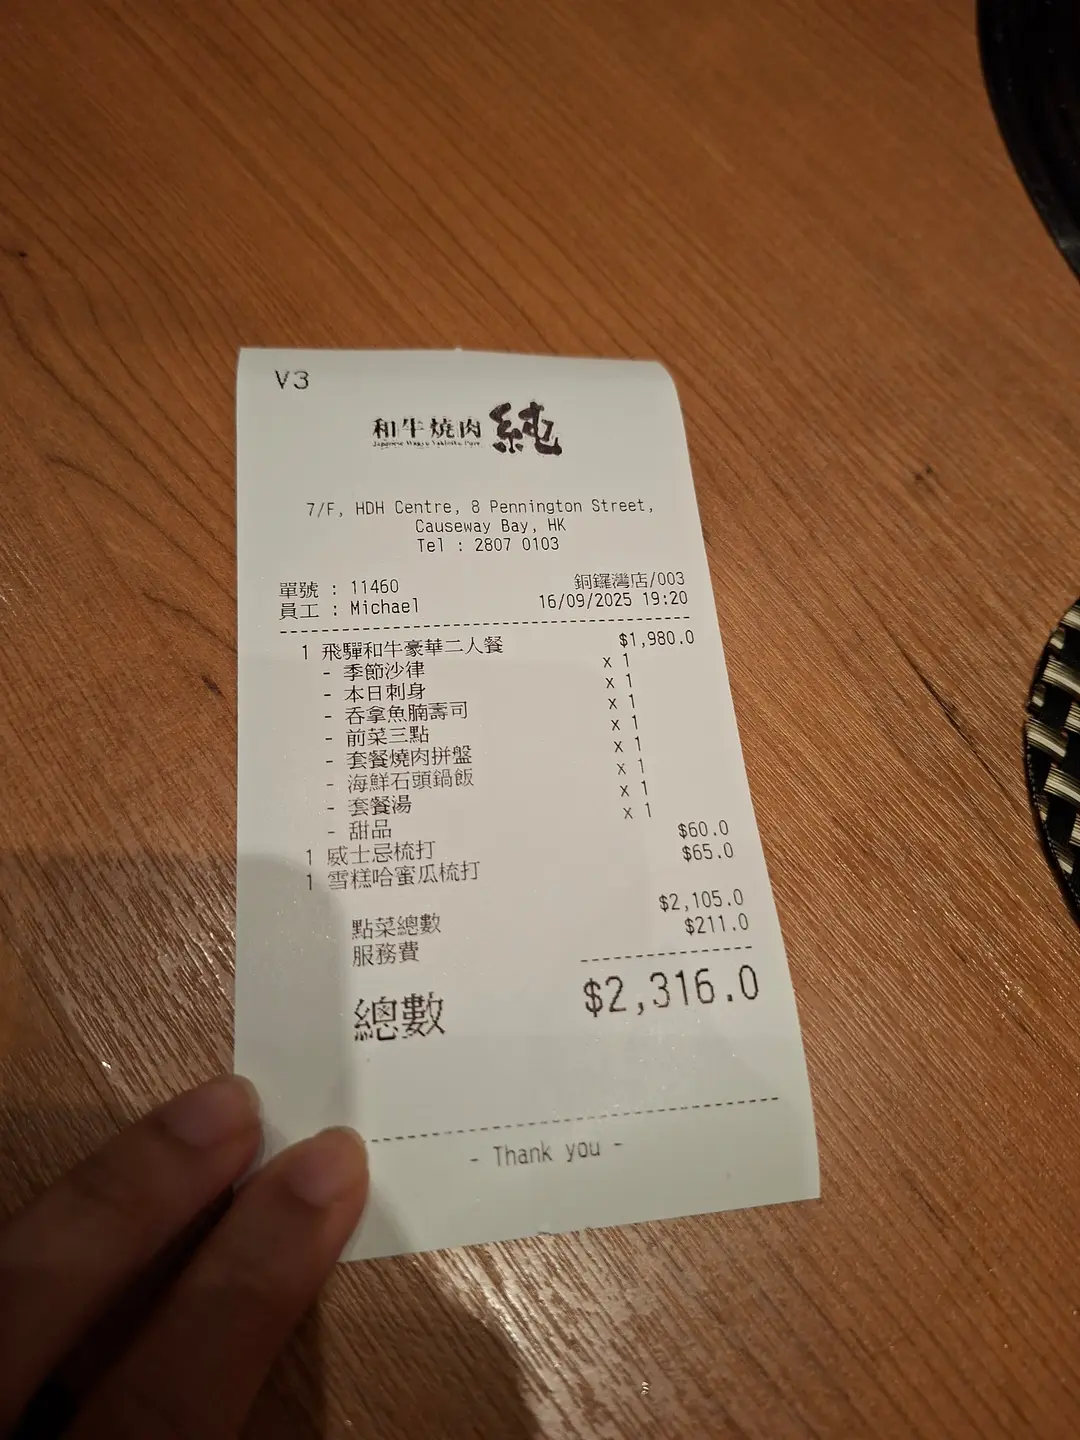 V3
和牛燒肉 純
Japanese Wagyu Yakiniku Pure
7/F, HDH Centre, 8 Pennington Street,
Causeway Bay, HK
Tel : 2807 0103
單號 : 11460 銅鑼灣店/003
員工 : Michael 16/09/2025 19:20
1 飛驒和牛豪華二人餐 $1,980.0
- 季節沙律 x 1
- 本日刺身 x 1
- 吞拿魚腩壽司 x 1
- 前菜三點 x 1
- 套餐燒肉拼盤 x 1
- 海鮮石頭鍋飯 x 1
- 套餐湯 x 1
- 甜品 x 1
1 威士忌梳打 $60.0
1 雪糕哈蜜瓜梳打 $65.0
點菜總數 $2,105.0
服務費 $211.0
總數 $2,316.0
- Thank you -